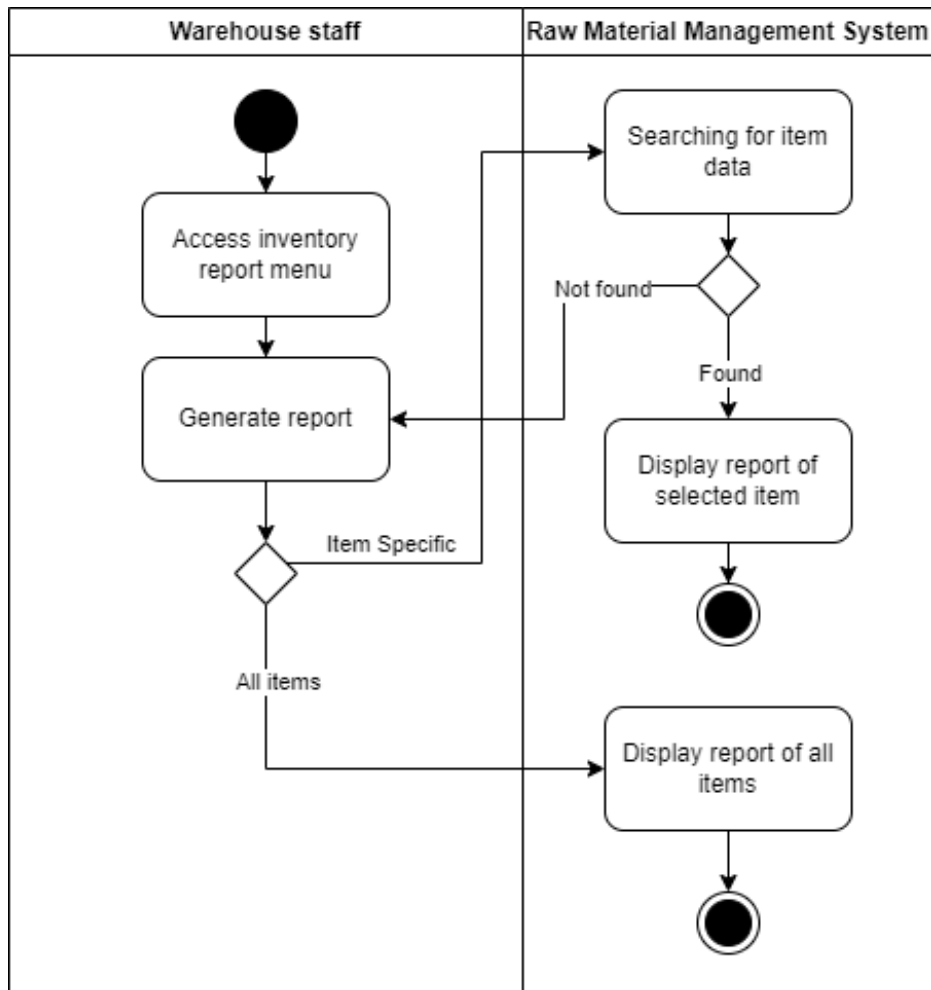 Warehouse staff
Raw Material Management System
Access inventory
report menu
Generate report
Item Specific
All items
Searching for item
data
Not found
Found
Display report of
selected item
Display report of all
items